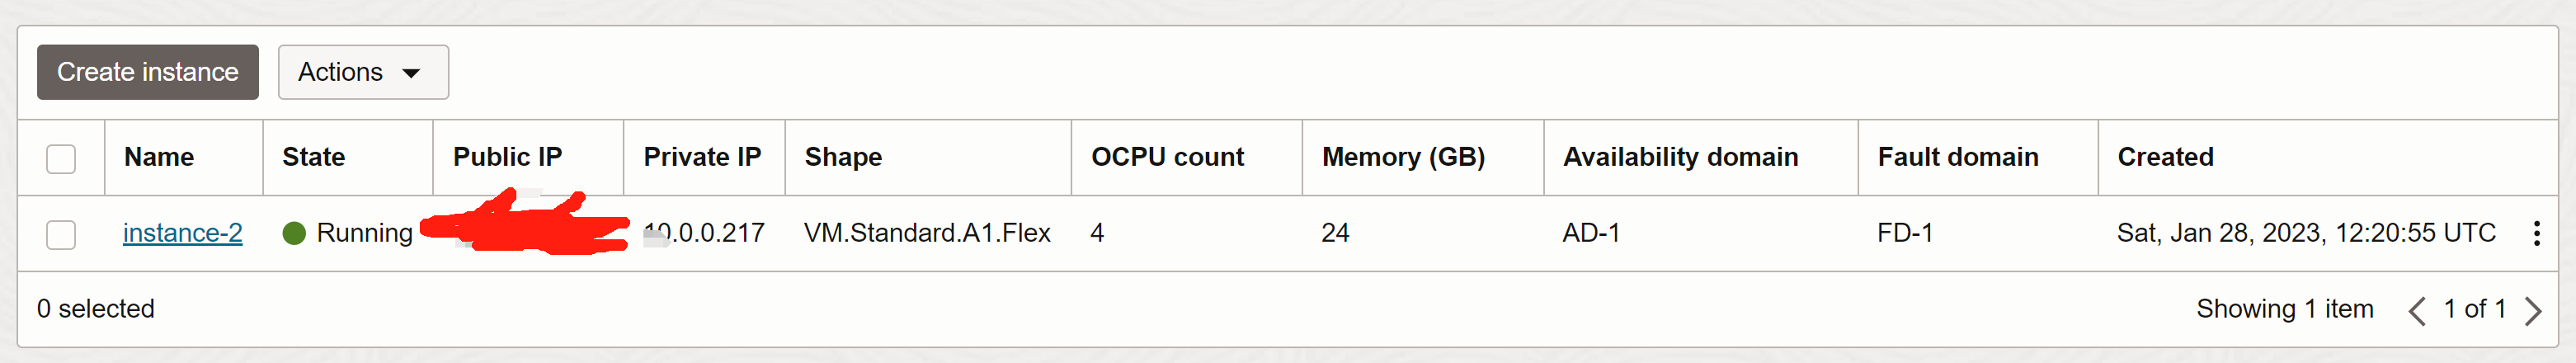 Create instance Actions
Name State Public IP Private IP Shape OCPU count Memory (GB) Availability domain Fault domain Created
instance-2 Running 10.0.0.217 VM.Standard.A1.Flex 4 24 AD-1 FD-1 Sat, Jan 28, 2023, 12:20:55 UTC
0 selected Showing 1 item 1 of 1